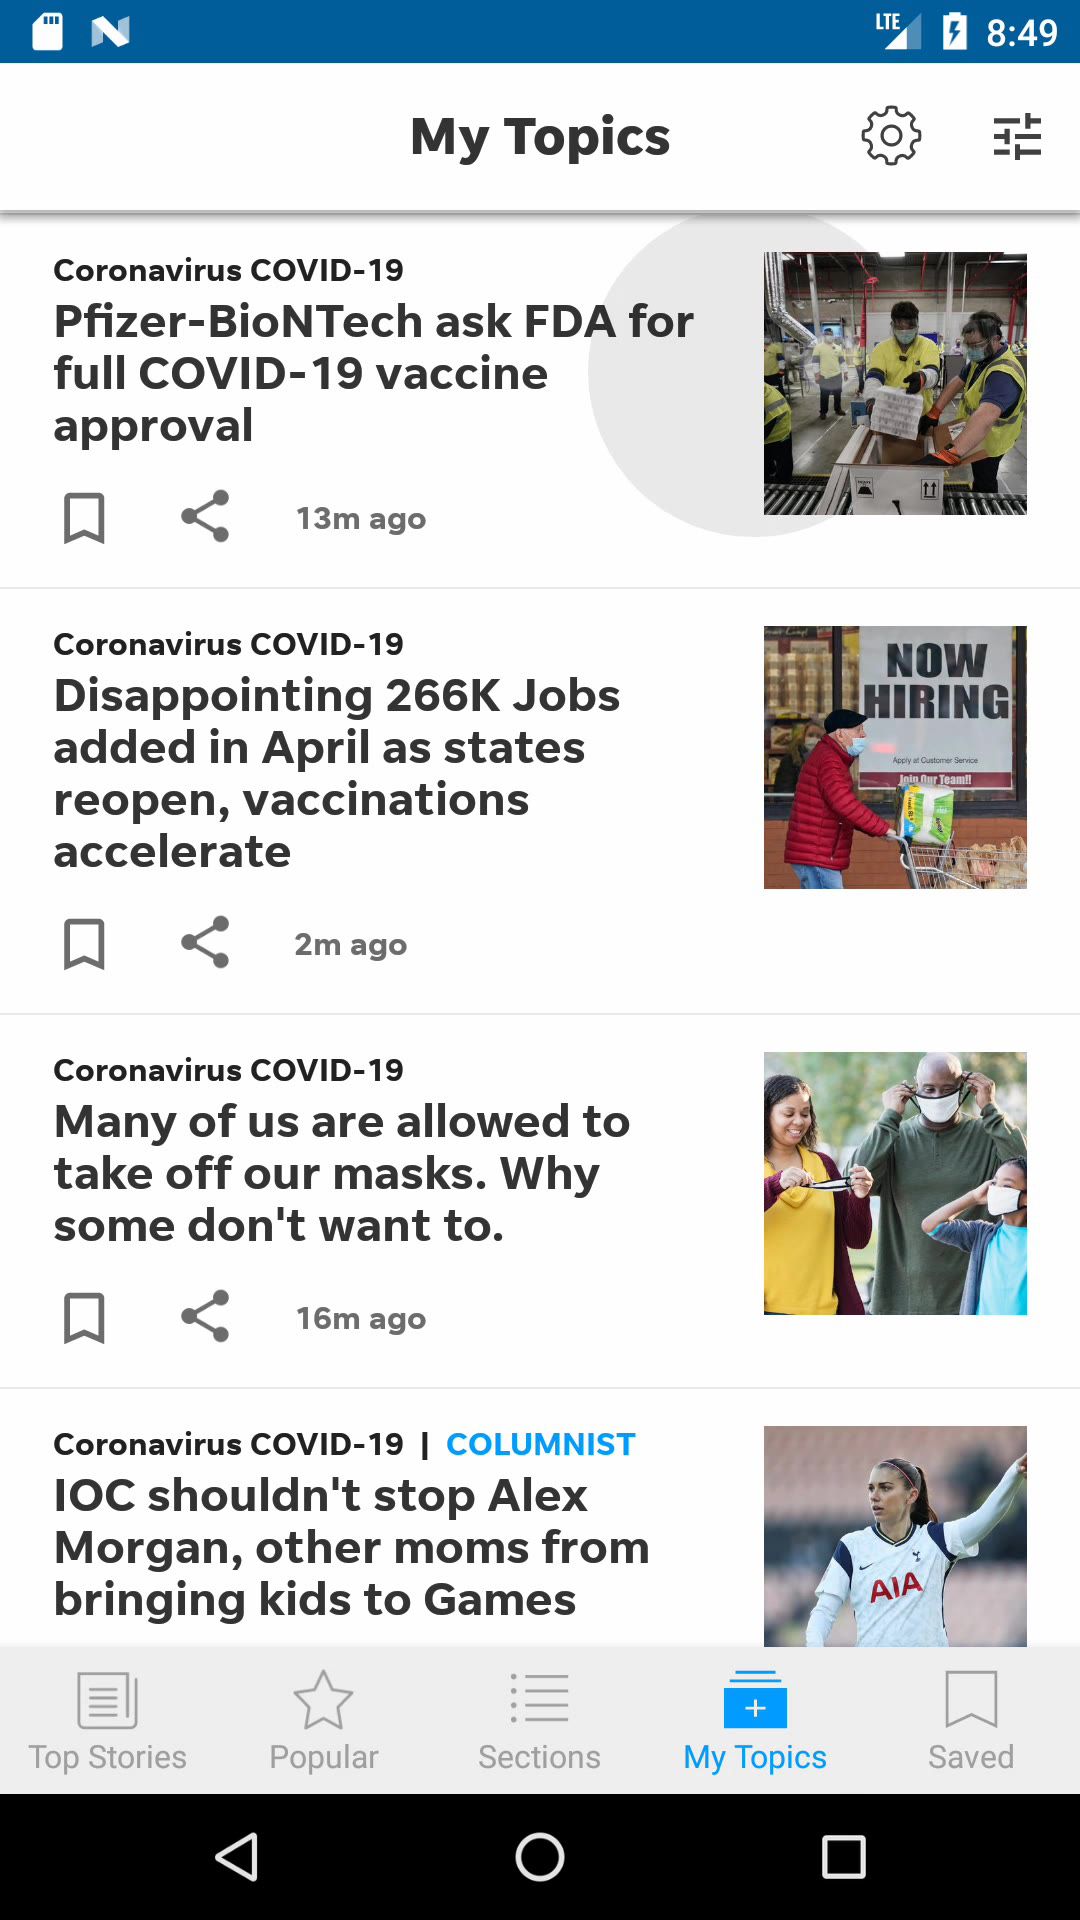 LTE 8:49
My Topics
Coronavirus COVID-19
Pfizer-BioNTech ask FDA for
full COVID-19 vaccine
approval
13m ago
Coronavirus COVID-19
Disappointing 266K Jobs
added in April as states
reopen, vaccinations
accelerate
NOW
HIRING
Apply at Customer Service
Join Our Team!!
2m ago
Coronavirus COVID-19
Many of us are allowed to
take off our masks. Why
some don't want to.
16m ago
Coronavirus COVID-19 | COLUMNIST
IOC shouldn't stop Alex
Morgan, other moms from
bringing kids to Games
AIA
Top Stories
Popular
Sections
My Topics
Saved